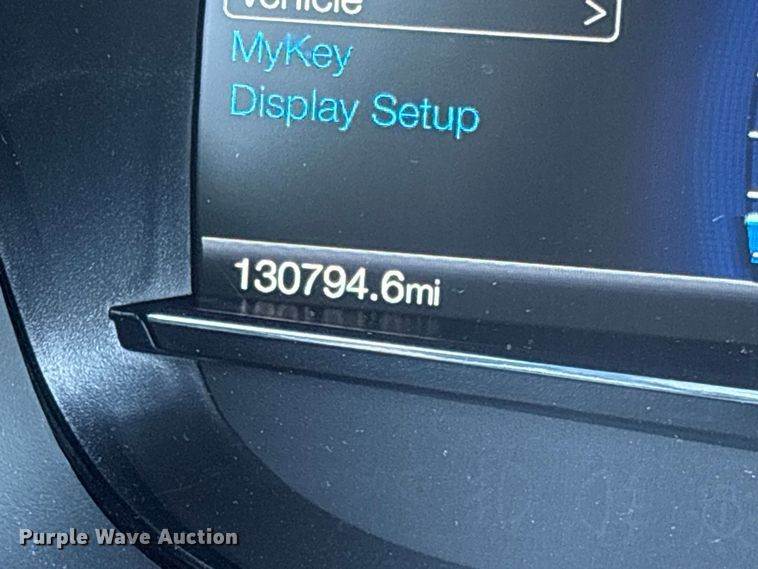 Vehicle >
MyKey
Display Setup
130794.6mi
Purple Wave Auction